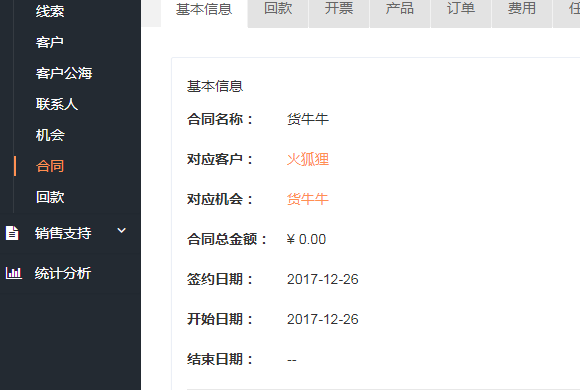 线索
客户
客户公海
联系人
机会
合同
回款
销售支持
统计分析
基本信息 回款 开票 产品 订单 费用
基本信息
合同名称： 货牛牛
对应客户： 火狐狸
对应机会： 货牛牛
合同总金额： ¥ 0.00
签约日期： 2017-12-26
开始日期： 2017-12-26
结束日期： --